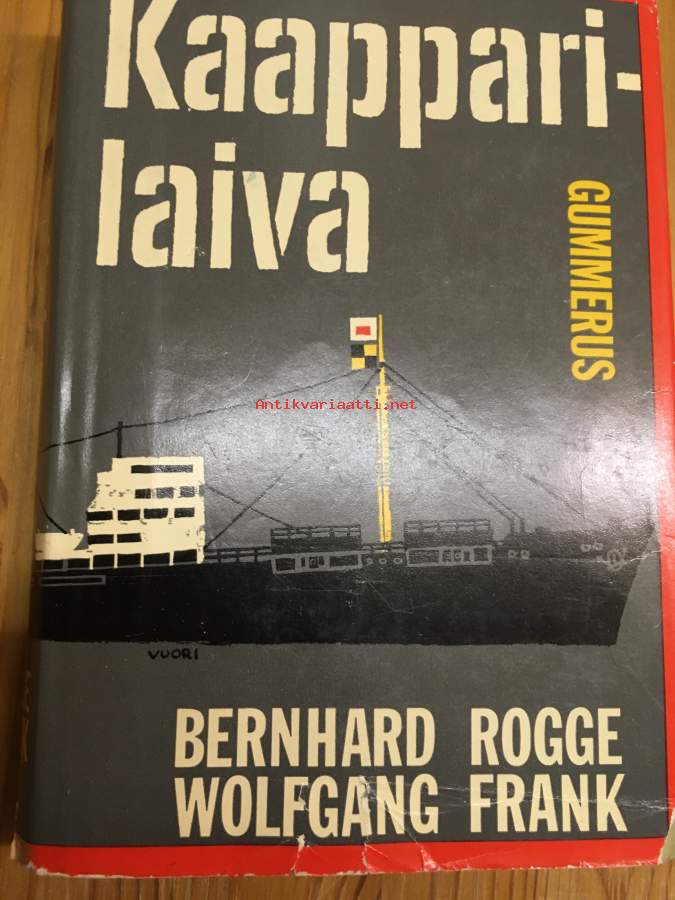 Kaappari-
laiva
GUMMERUS
Antikvariaatti.net
VUORI
BERNHARD ROGGE
WOLFGANG FRANK